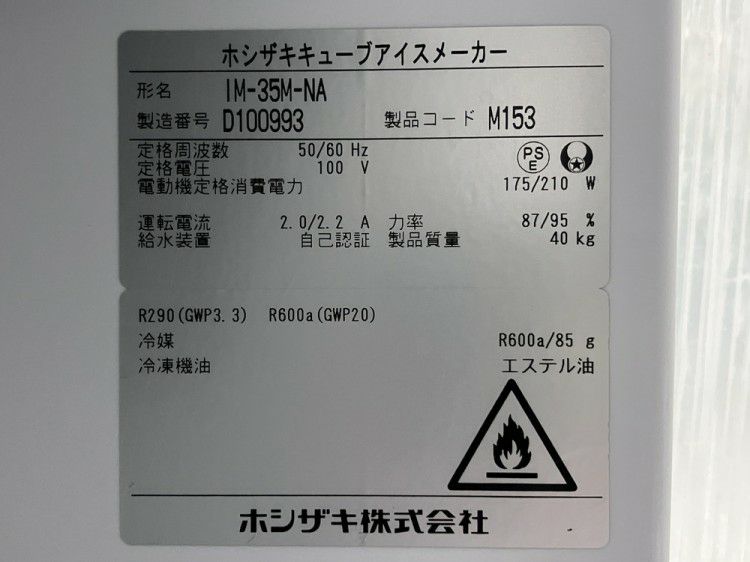 ホシザキキューブアイスメーカー
形名 IM-35M-NA
製造番号 D100993 製品コード M153
定格周波数 50/60 Hz
定格電圧 100 V
PS E
電動機定格消費電力 175/210 W
運転電流 2.0/2.2 A 力率 87/95 %
給水装置 自己認証 製品質量 40 kg
R290(GWP3.3) R600a(GWP20)
冷媒 R600a/85 g
冷凍機油 エステル油
ホシザキ株式会社